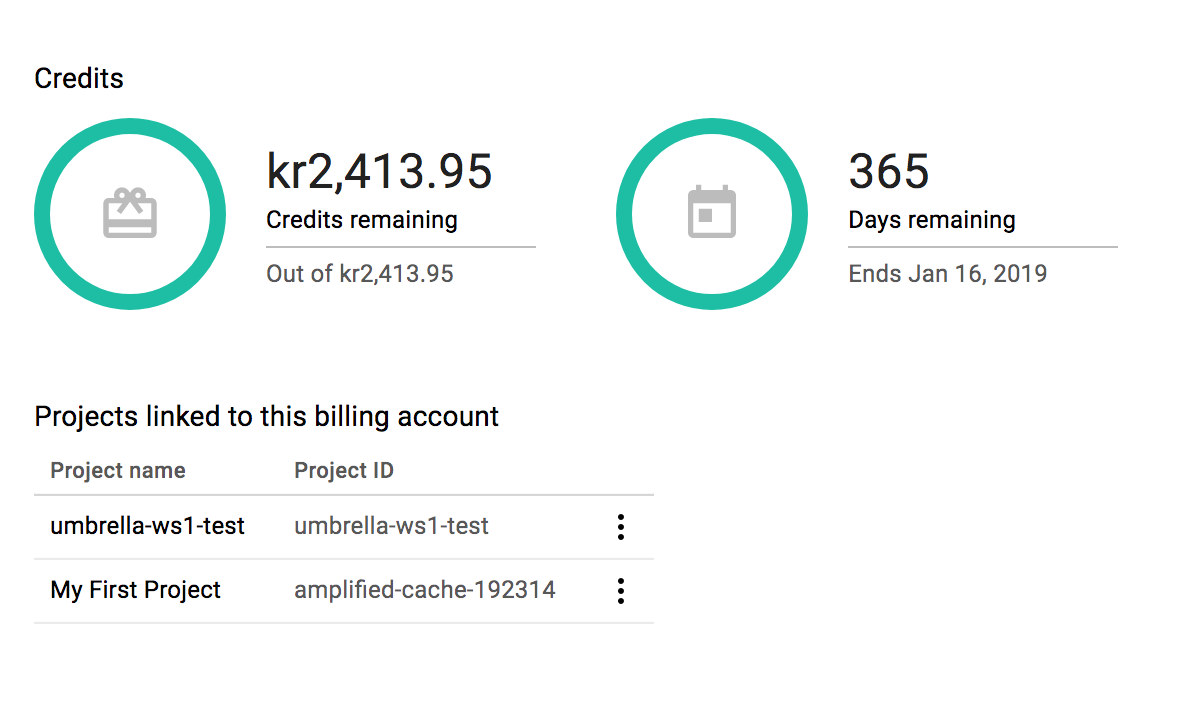 Credits
kr2,413.95
Credits remaining
Out of kr2,413.95
365
Days remaining
Ends Jan 16, 2019
Projects linked to this billing account
Project name Project ID
umbrella-ws1-test umbrella-ws1-test
My First Project amplified-cache-192314